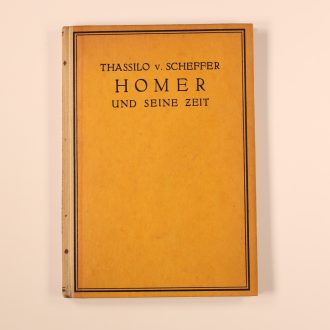 THASSILO v. SCHEFFER
HOMER
UND SEINE ZEIT